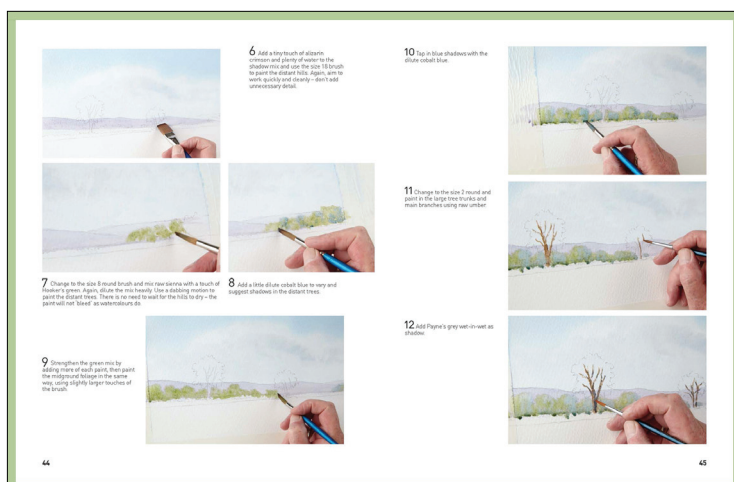 6 Add a tiny touch of alizarin
crimson and plenty of water to the
shadow mix and use the size 18 brush
to paint the distant hills. Again, aim to
work quickly and cleanly – don't add
unnecessary detail.
7 Change to the size 8 round brush and mix raw sienna with a touch of
Hooker's green. Again, dilute the mix heavily. Use a dabbing motion to
paint the distant trees. There is no need to wait for the hills to dry – the
paint will not 'bleed' as watercolours do.
8 Add a little dilute cobalt blue to vary and
suggest shadows in the distant trees.
9 Strengthen the green mix by
adding more of each paint, then paint
the midground foliage in the same
way, using slightly larger touches of
the brush.
44
10 Tap in blue shadows with the
dilute cobalt blue.
11 Change to the size 2 round and
paint in the large tree trunks and
main branches using raw umber.
12 Add Payne's grey wet-in-wet as
shadow.
45